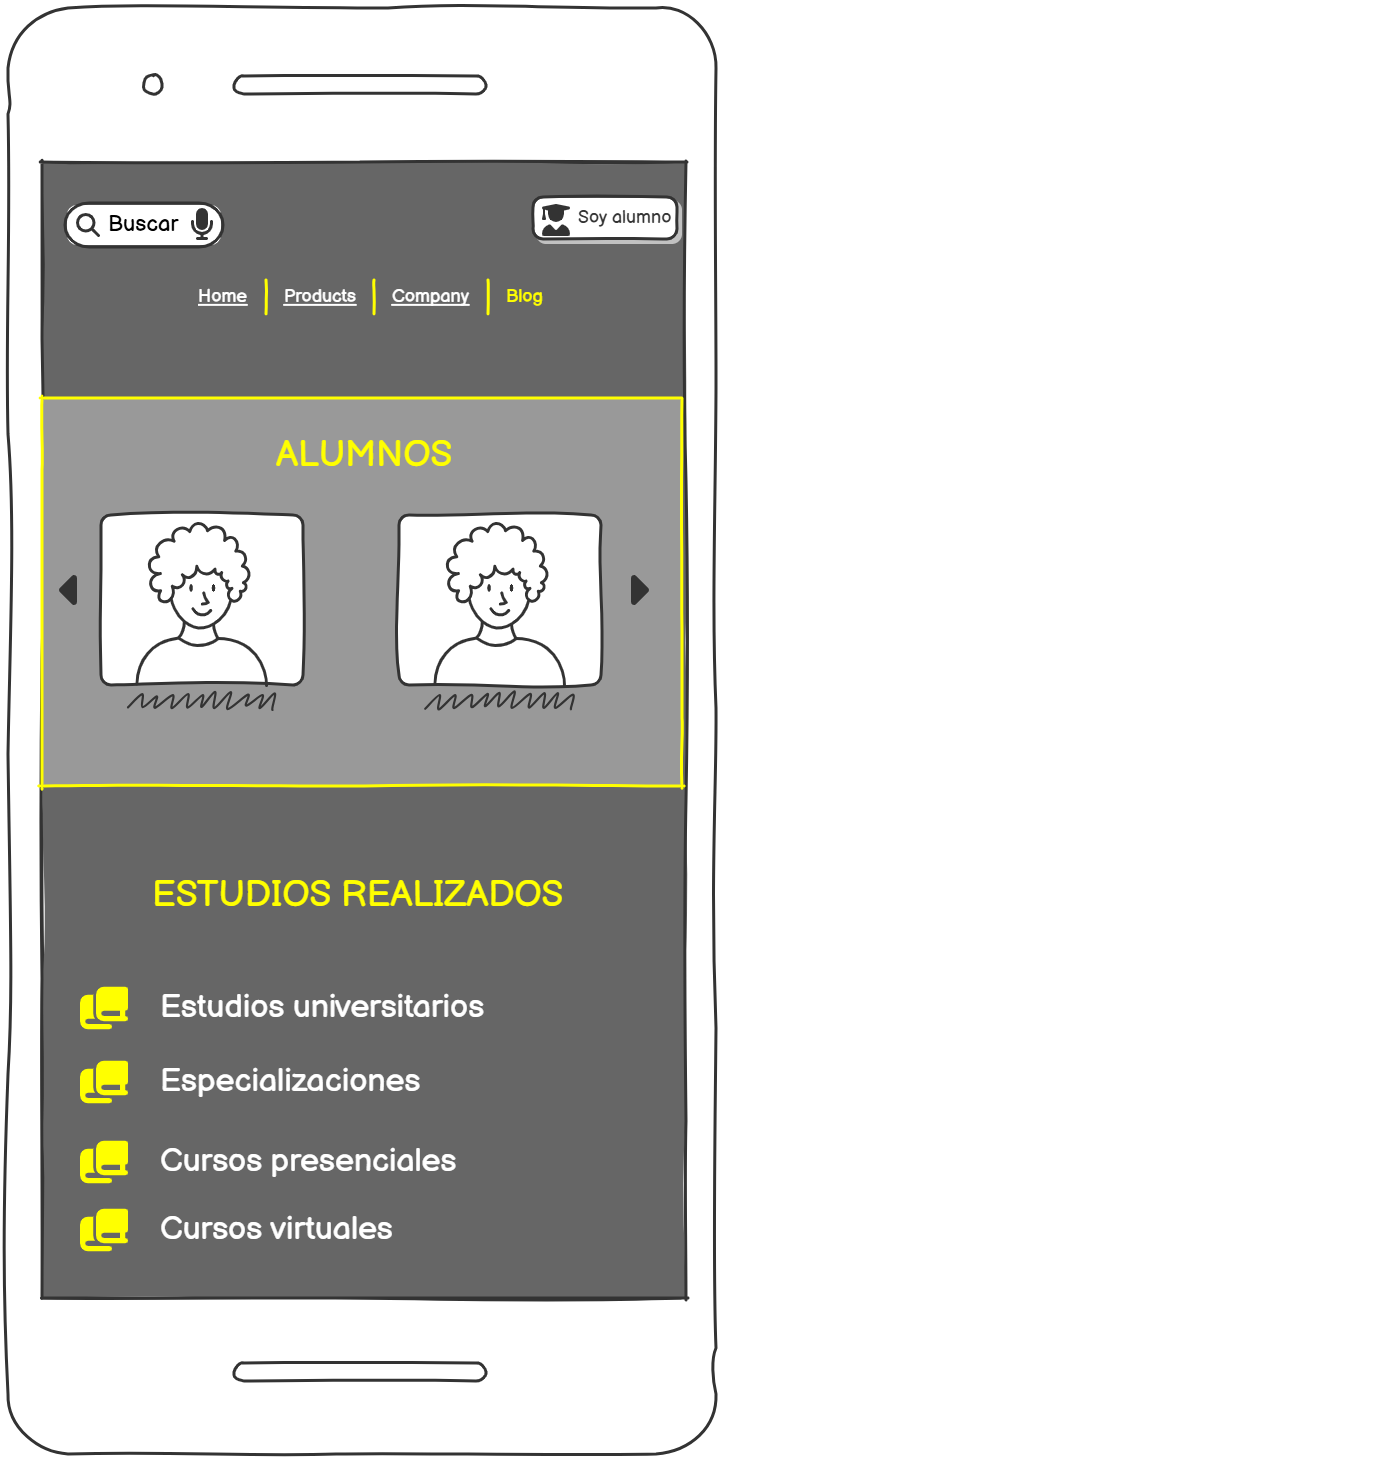 Buscar
Soy alumno
Home Products Company Blog
ALUMNOS
ESTUDIOS REALIZADOS
Estudios universitarios
Especializaciones
Cursos presenciales
Cursos virtuales